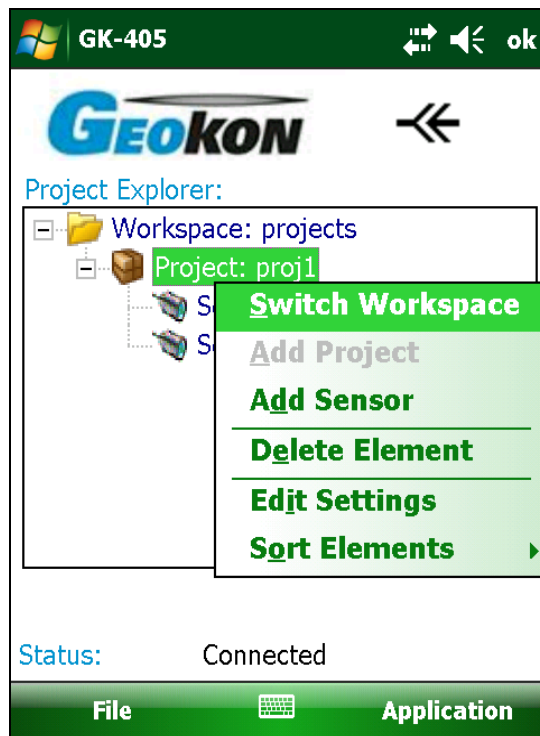 GK-405 ok
GEOKON
Project Explorer:
Workspace: projects
Project: proj1
Switch Workspace
Add Project
Add Sensor
Delete Element
Edit Settings
Sort Elements
Status: Connected
File Application